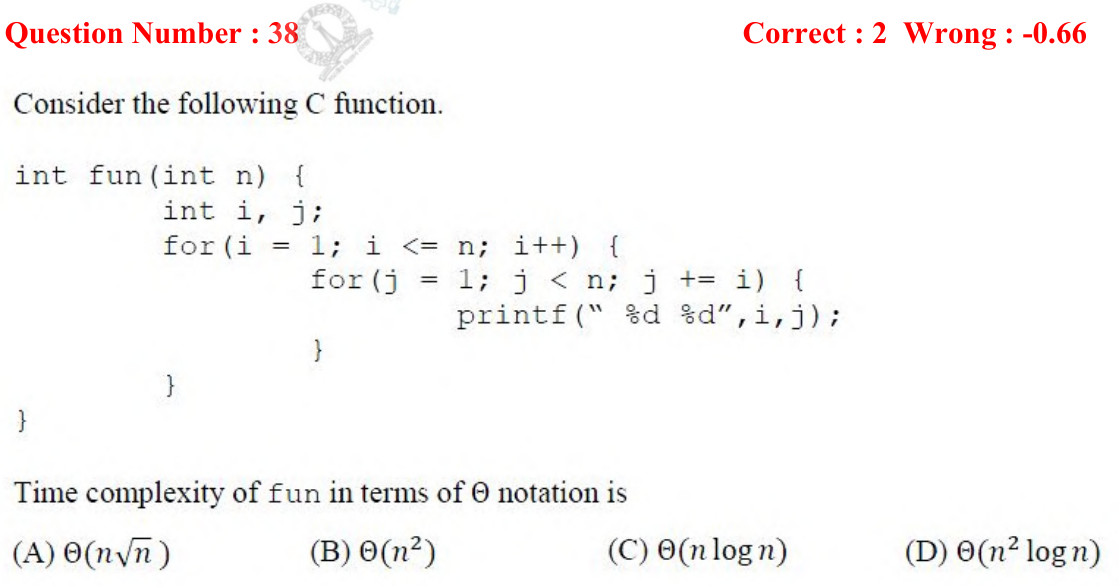 Question Number : 38 Correct : 2 Wrong : -0.66
Consider the following C function.
int fun(int n) {
int i, j;
for(i = 1; i <= n; i++) {
for(j = 1; j < n; j += i) {
printf(“ %d %d”,i,j);
}
}
}
Time complexity of fun in terms of Θ notation is
(A) Θ(n√n ) (B) Θ(n²) (C) Θ(n log n) (D) Θ(n² log n)